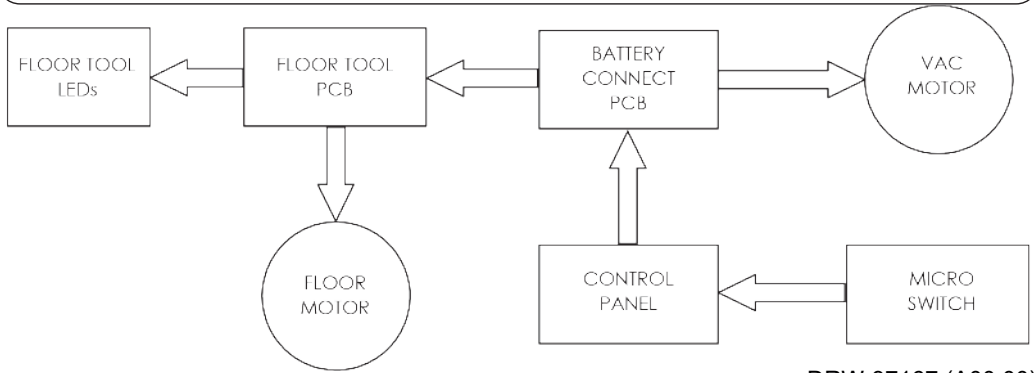 FLOOR TOOL
LEDs
FLOOR TOOL
PCB
BATTERY
CONNECT
PCB
VAC
MOTOR
FLOOR
MOTOR
CONTROL
PANEL
MICRO
SWITCH